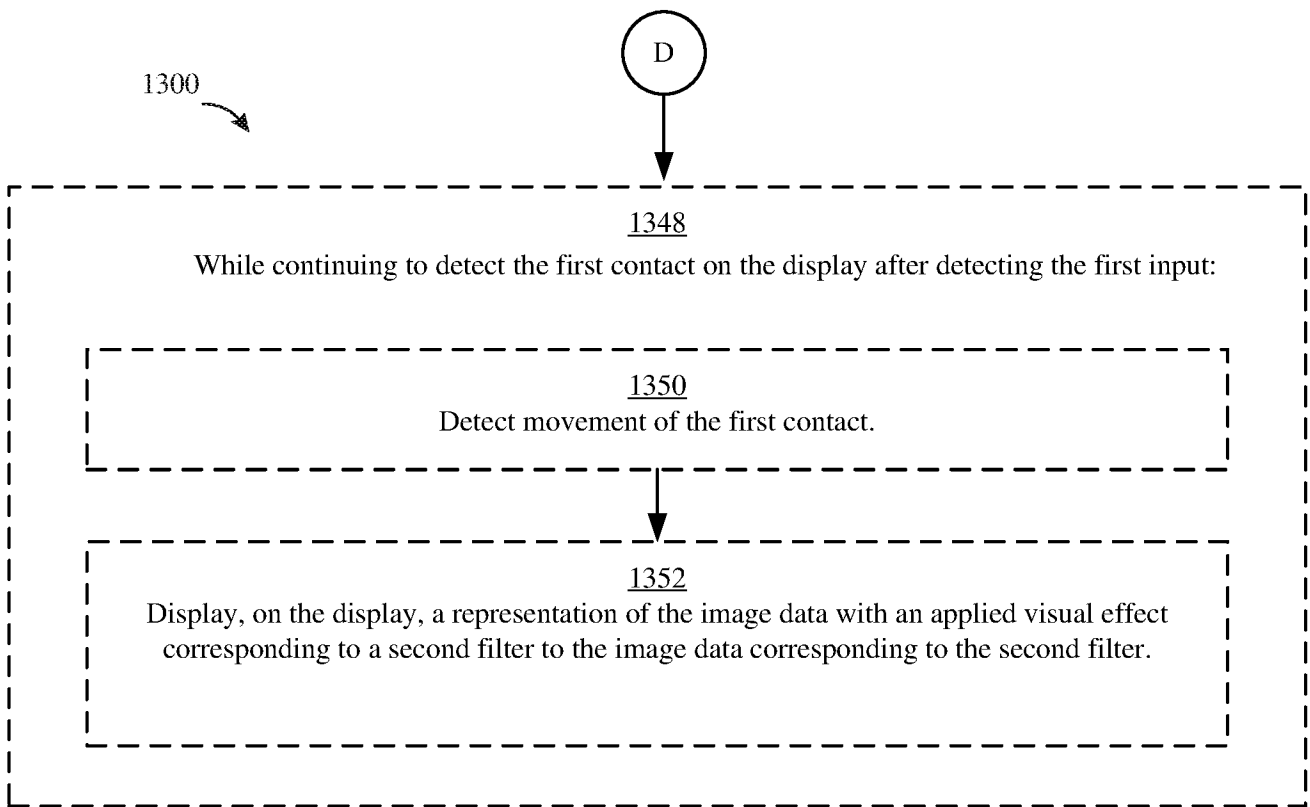 D
1300
1348
While continuing to detect the first contact on the display after detecting the first input:
1350
Detect movement of the first contact.
1352
Display, on the display, a representation of the image data with an applied visual effect
corresponding to a second filter to the image data corresponding to the second filter.